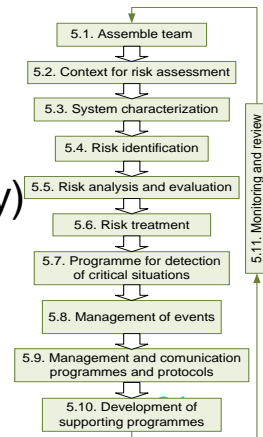 5.1. Assemble team
5.2. Context for risk assessment
5.3. System characterization
5.4. Risk identification
y)
5.5. Risk analysis and evaluation
5.6. Risk treatment
5.7. Programme for detection
of critical situations
5.8. Management of events
5.9. Management and comunication
programmes and protocols
5.10. Development of
supporting programmes
5.11. Monitoring and review